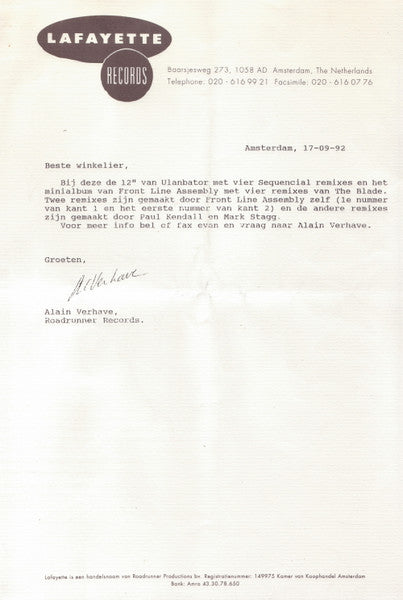 LAFAYETTE
RECORDS
Baarsjesweg 273, 1058 AD Amsterdam, The Netherlands
Telephone: 020 - 616 99 21 Facsimile: 020 - 616 07 76
Amsterdam, 17-09-92
Beste winkelier,
Bij deze de 12" van Ulanbator met vier Sequencial remixes en het
minialbum van Front Line Assembly met vier remixes van The Blade.
Twee remixes zijn gemaakt door Front Line Assembly zelf (1e nummer
van kant 1 en het eerste nummer van kant 2) en de andere remixes
zijn gemaakt door Paul Kendall en Mark Stagg.
Voor meer info bel of fax evan en vraag naar Alain Verhave.
Groeten,
A Verhave
Alain Verhave,
Roadrunner Records.
Lafayette is een handelsnaam van Roadrunner Productions bv. Registratienummer: 149975 Kamer van Koophandel Amsterdam
Bank: Amro 43.30.78.650